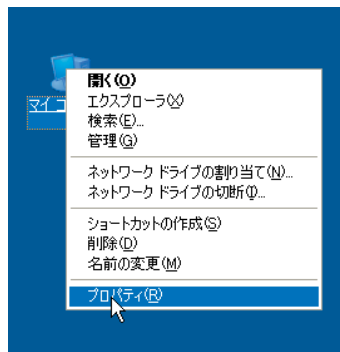 マイ コ
開く(O)
エクスプローラ(X)
検索(E)...
管理(G)
ネットワーク ドライブの割り当て(N)...
ネットワーク ドライブの切断(I)...
ショートカットの作成(S)
削除(D)
名前の変更(M)
プロパティ(R)